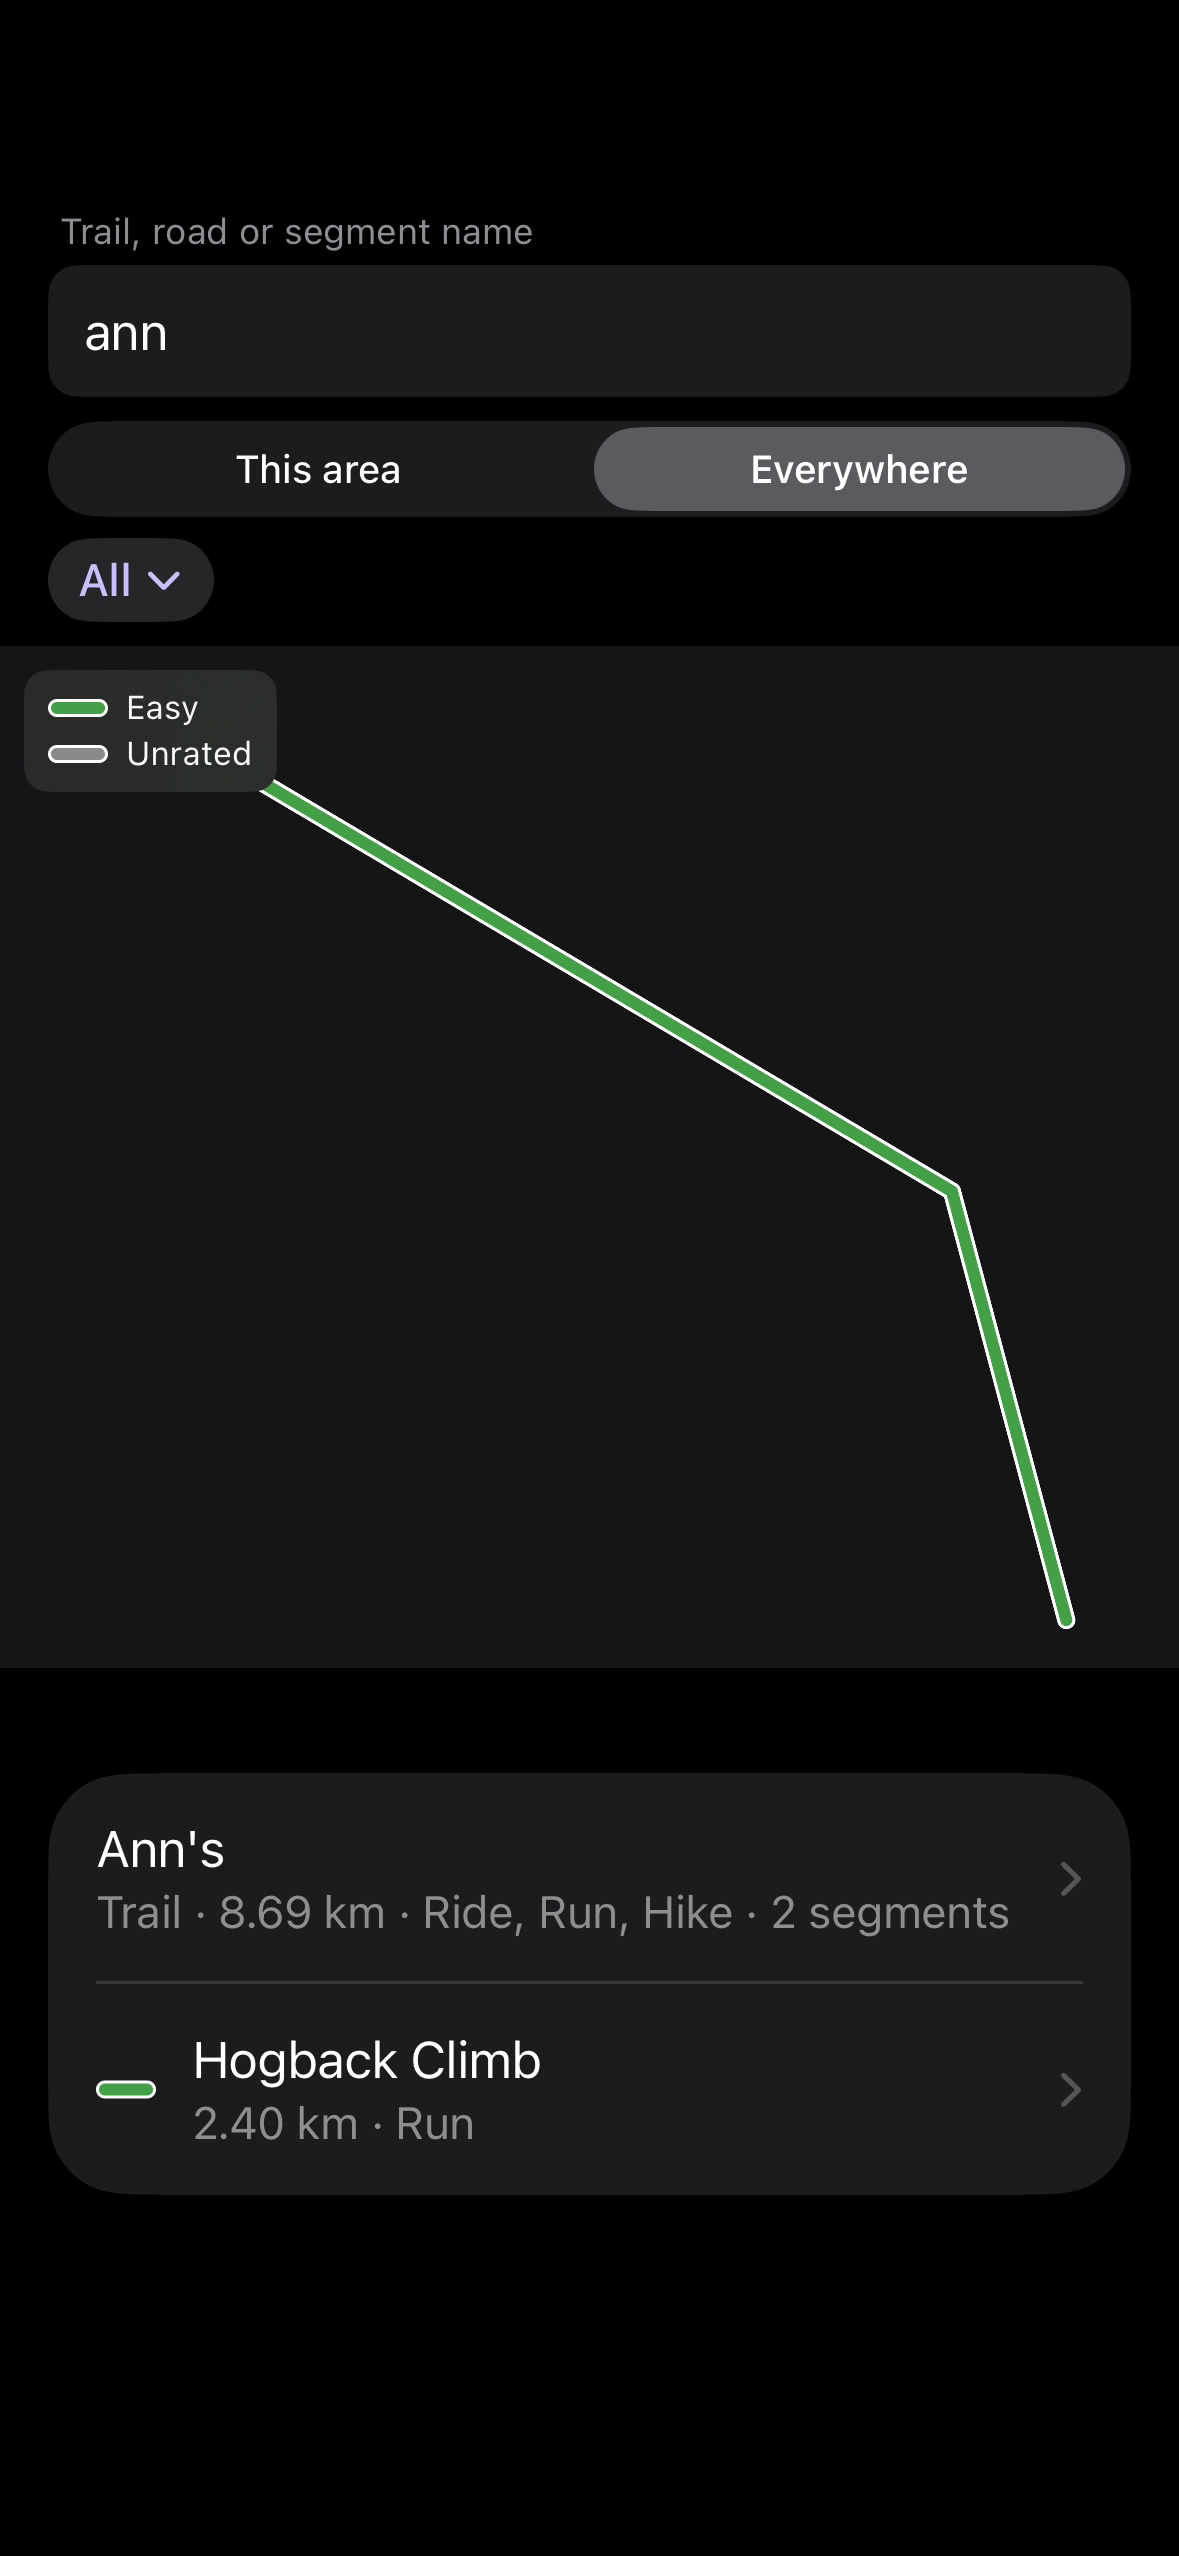 Trail, road or segment name
ann
This area
Everywhere
All
Easy
Unrated
Ann's
Trail · 8.69 km · Ride, Run, Hike · 2 segments
Hogback Climb
2.40 km · Run